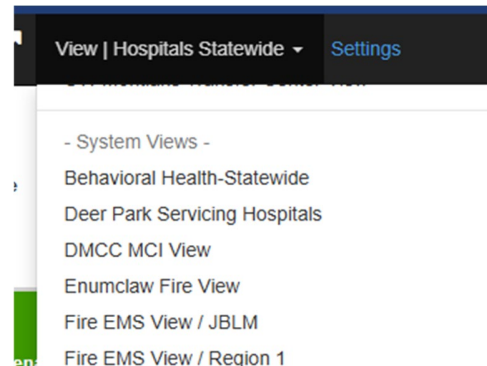 View | Hospitals Statewide
Settings
- System Views -
Behavioral Health-Statewide
Deer Park Servicing Hospitals
DMCC MCI View
Enumclaw Fire View
Fire EMS View / JBLM
Fire EMS View / Region 1